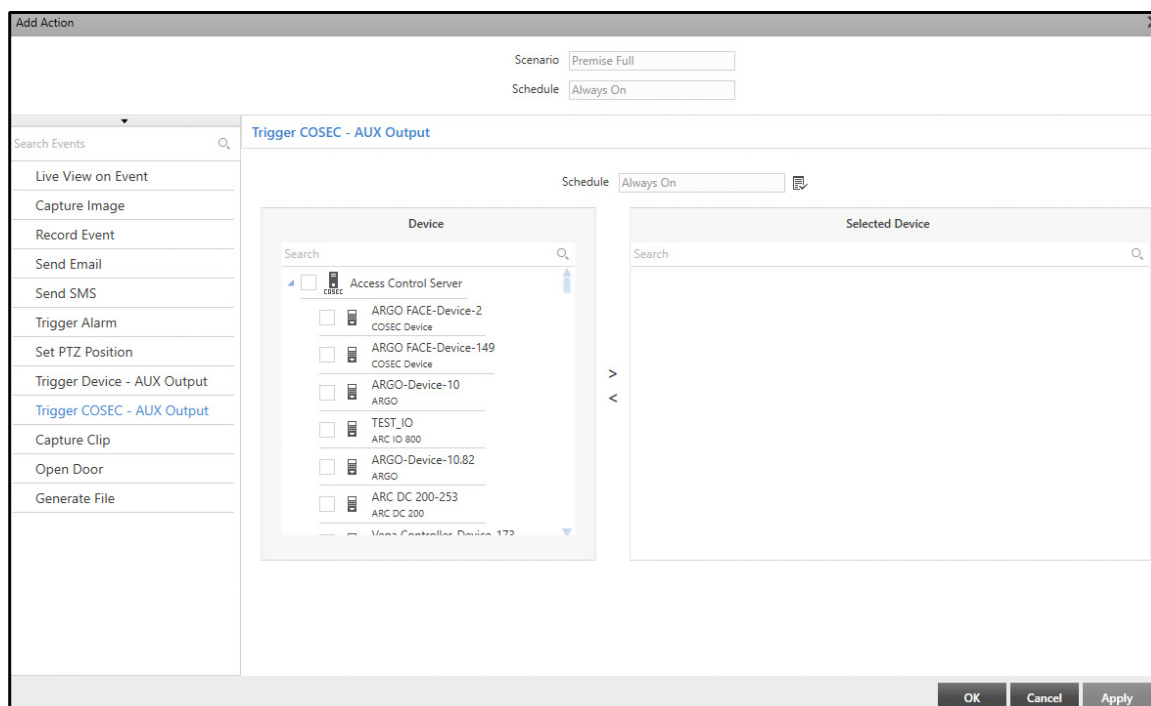 Add Action
Scenario Premise Full
Schedule Always On
Search Events
Live View on Event
Capture Image
Record Event
Send Email
Send SMS
Trigger Alarm
Set PTZ Position
Trigger Device - AUX Output
Trigger COSEC - AUX Output
Capture Clip
Open Door
Generate File
Trigger COSEC - AUX Output
Schedule Always On
Device
Search
COSEC Access Control Server
ARGO FACE-Device-2
COSEC Device
ARGO FACE-Device-149
COSEC Device
ARGO-Device-10
ARGO
TEST_IO
ARC IO 800
ARGO-Device-10.82
ARGO
ARC DC 200-253
ARC DC 200
Vega Controller-Device-173
>
<
Selected Device
Search
OK Cancel Apply